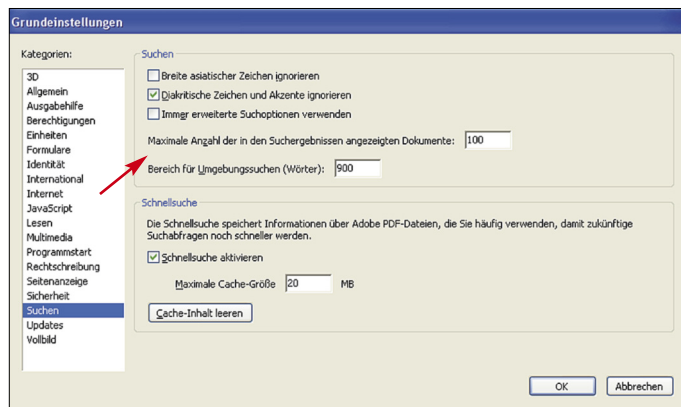 Grundeinstellungen
Kategorien:
3D
Allgemein
Ausgabehilfe
Berechtigungen
Einheiten
Formulare
Identität
International
Internet
JavaScript
Lesen
Multimedia
Programmstart
Rechtschreibung
Seitenanzeige
Sicherheit
Suchen
Updates
Vollbild
Suchen
Breite asiatischer Zeichen ignorieren
Diakritische Zeichen und Akzente ignorieren
Immer erweiterte Suchoptionen verwenden
Maximale Anzahl der in den Suchergebnissen angezeigten Dokumente: 100
Bereich für Umgebungssuchen (Wörter): 900
Schnellsuche
Die Schnellsuche speichert Informationen über Adobe PDF-Dateien, die Sie häufig verwenden, damit zukünftige
Suchabfragen noch schneller werden.
Schnellsuche aktivieren
Maximale Cache-Größe 20 MB
Cache-Inhalt leeren
OK Abbrechen